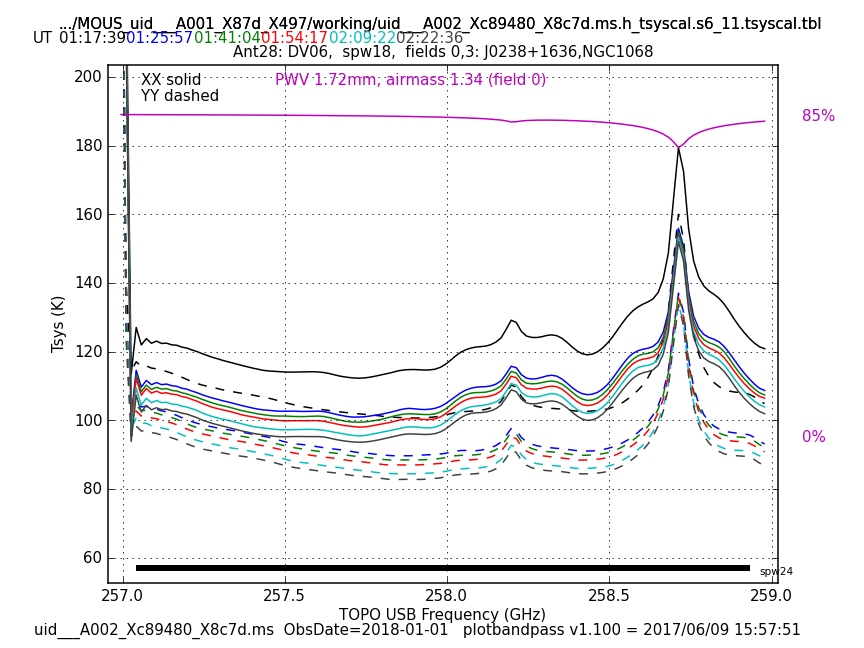 .../MOUS_uid___A001_X87d_X497/working/uid___A002_Xc89480_X8c7d.ms.h_tsyscal.s6_11.tsyscal.tbl
UT 01:17:39 01:25:57 01:41:04 01:54:17 02:09:22 02:22:36
Ant28: DV06, spw18, fields 0,3: J0238+1636,NGC1068
XX solid PWV 1.72mm, airmass 1.34 (field 0)
YY dashed
200
180
160
140
120
100
80
60
Tsys (K)
85%
0%
spw24
257.0 257.5 258.0 258.5 259.0
TOPO USB Frequency (GHz)
uid___A002_Xc89480_X8c7d.ms ObsDate=2018-01-01 plotbandpass v1.100 = 2017/06/09 15:57:51